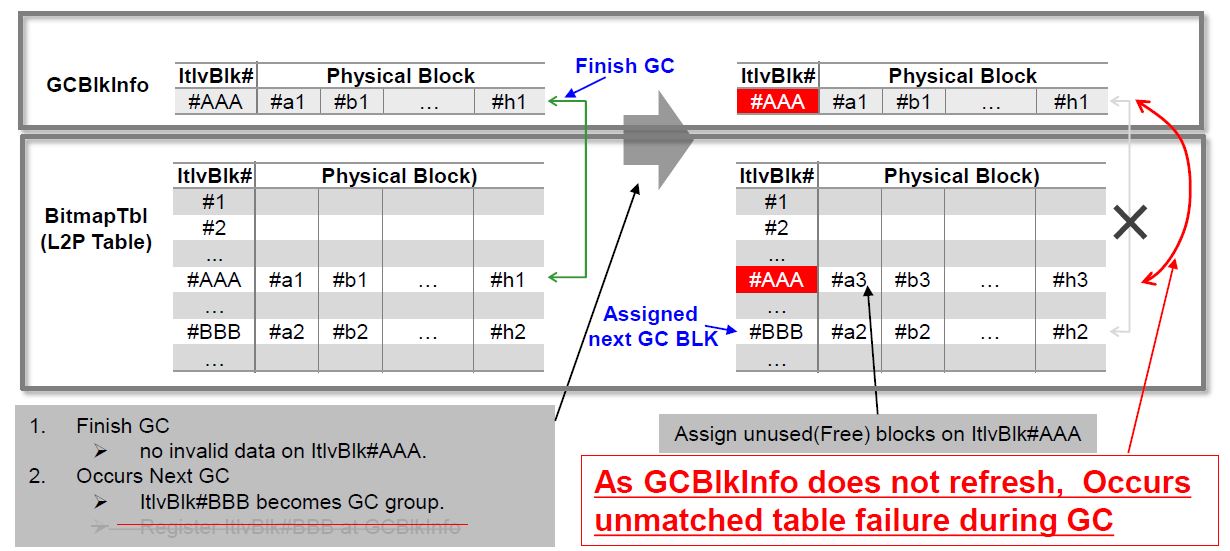 GCBlkInfo
ItlvBlk# Physical Block
#AAA #a1 #b1 … #h1
Finish GC
ItlvBlk# Physical Block
#AAA #a1 #b1 … #h1
BitmapTbl
(L2P Table)
ItlvBlk# Physical Block)
#1
#2
...
#AAA #a1 #b1 … #h1
…
#BBB #a2 #b2 … #h2
…
Assigned
next GC BLK
ItlvBlk# Physical Block)
#1
#2
...
#AAA #a3 #b3 … #h3
…
#BBB #a2 #b2 … #h2
…
1. Finish GC
➢ no invalid data on ItlvBlk#AAA.
2. Occurs Next GC
➢ ItlvBlk#BBB becomes GC group.
➢ Register ItlvBlk#BBB at GCBlkInfo
Assign unused(Free) blocks on ItlvBlk#AAA
As GCBlkInfo does not refresh, Occurs
unmatched table failure during GC